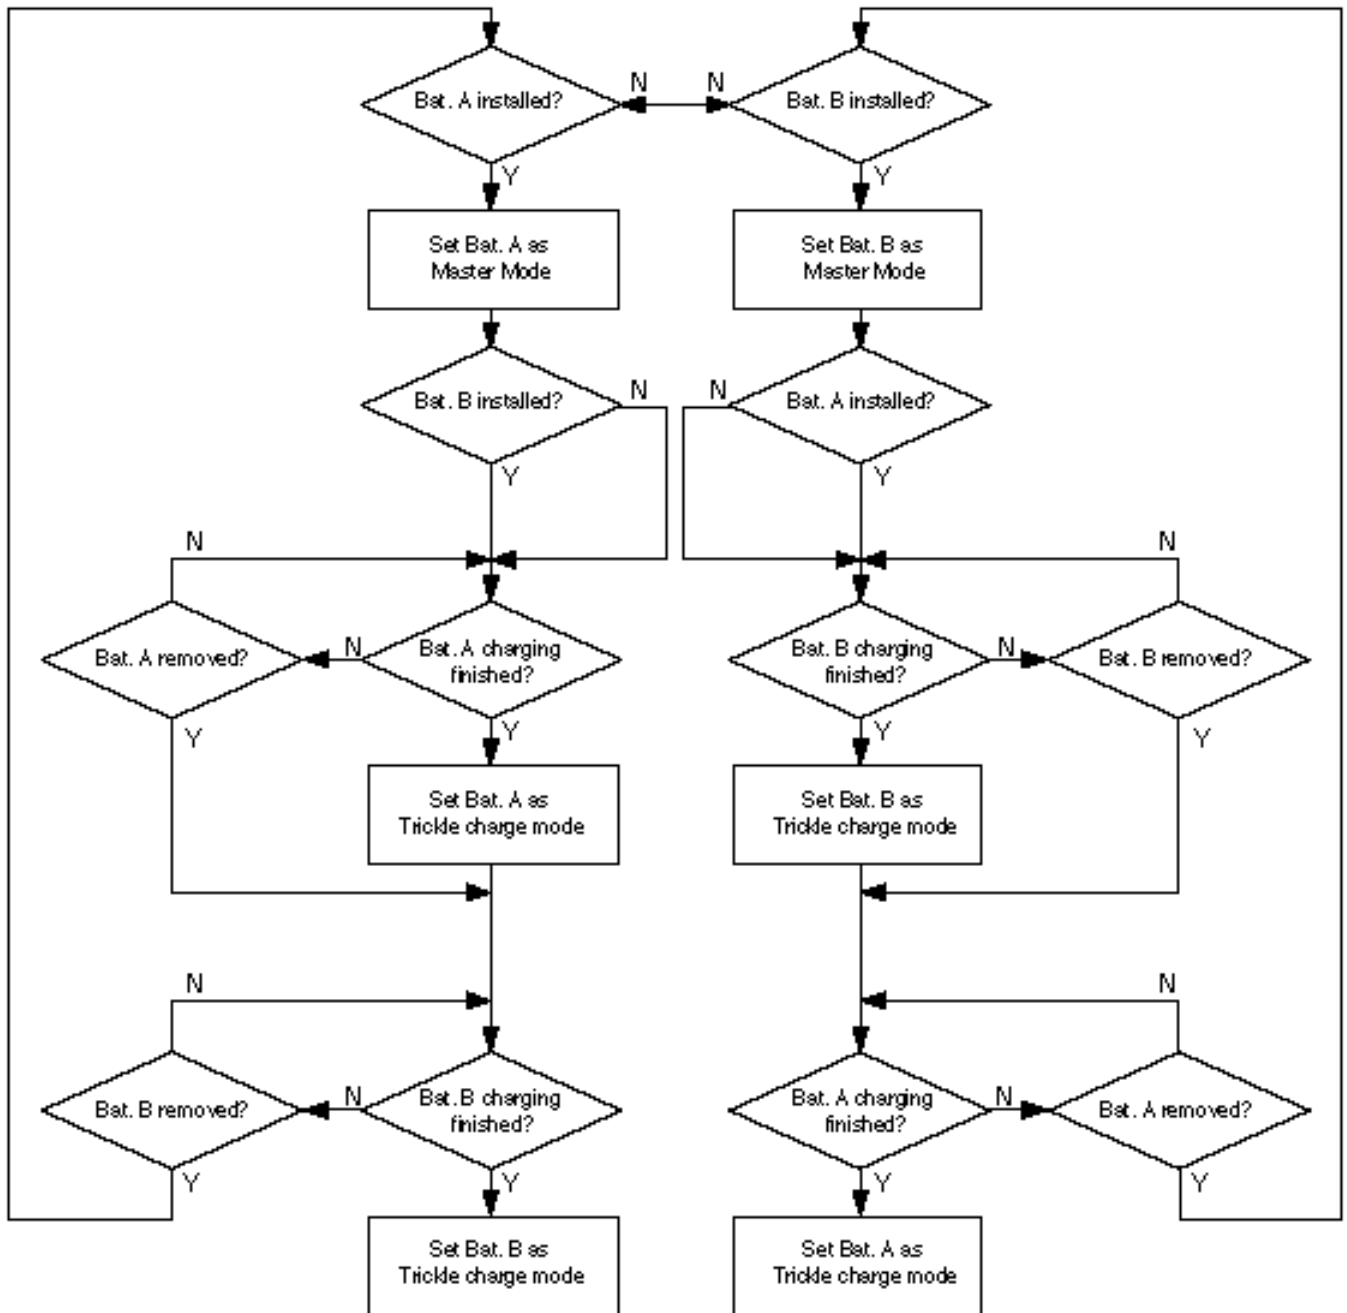 Bat. A installed?
N
N
Bat. B installed?
Y
Y
Set Bat. A as
Master Mode
Set Bat. B as
Master Mode
Bat. B installed?
N
N
Bat. A installed?
Y
Y
N
N
Bat. A removed?
N
Bat. A charging
finished?
Bat. B charging
finished?
N
Bat. B removed?
Y
Y
Y
Y
Set Bat. A as
Trickle charge mode
Set Bat. B as
Trickle charge mode
N
N
Bat. B removed?
N
Bat. B charging
finished?
Bat. A charging
finished?
N
Bat. A removed?
Y
Y
Y
Y
Set Bat. B as
Trickle charge mode
Set Bat. A as
Trickle charge mode